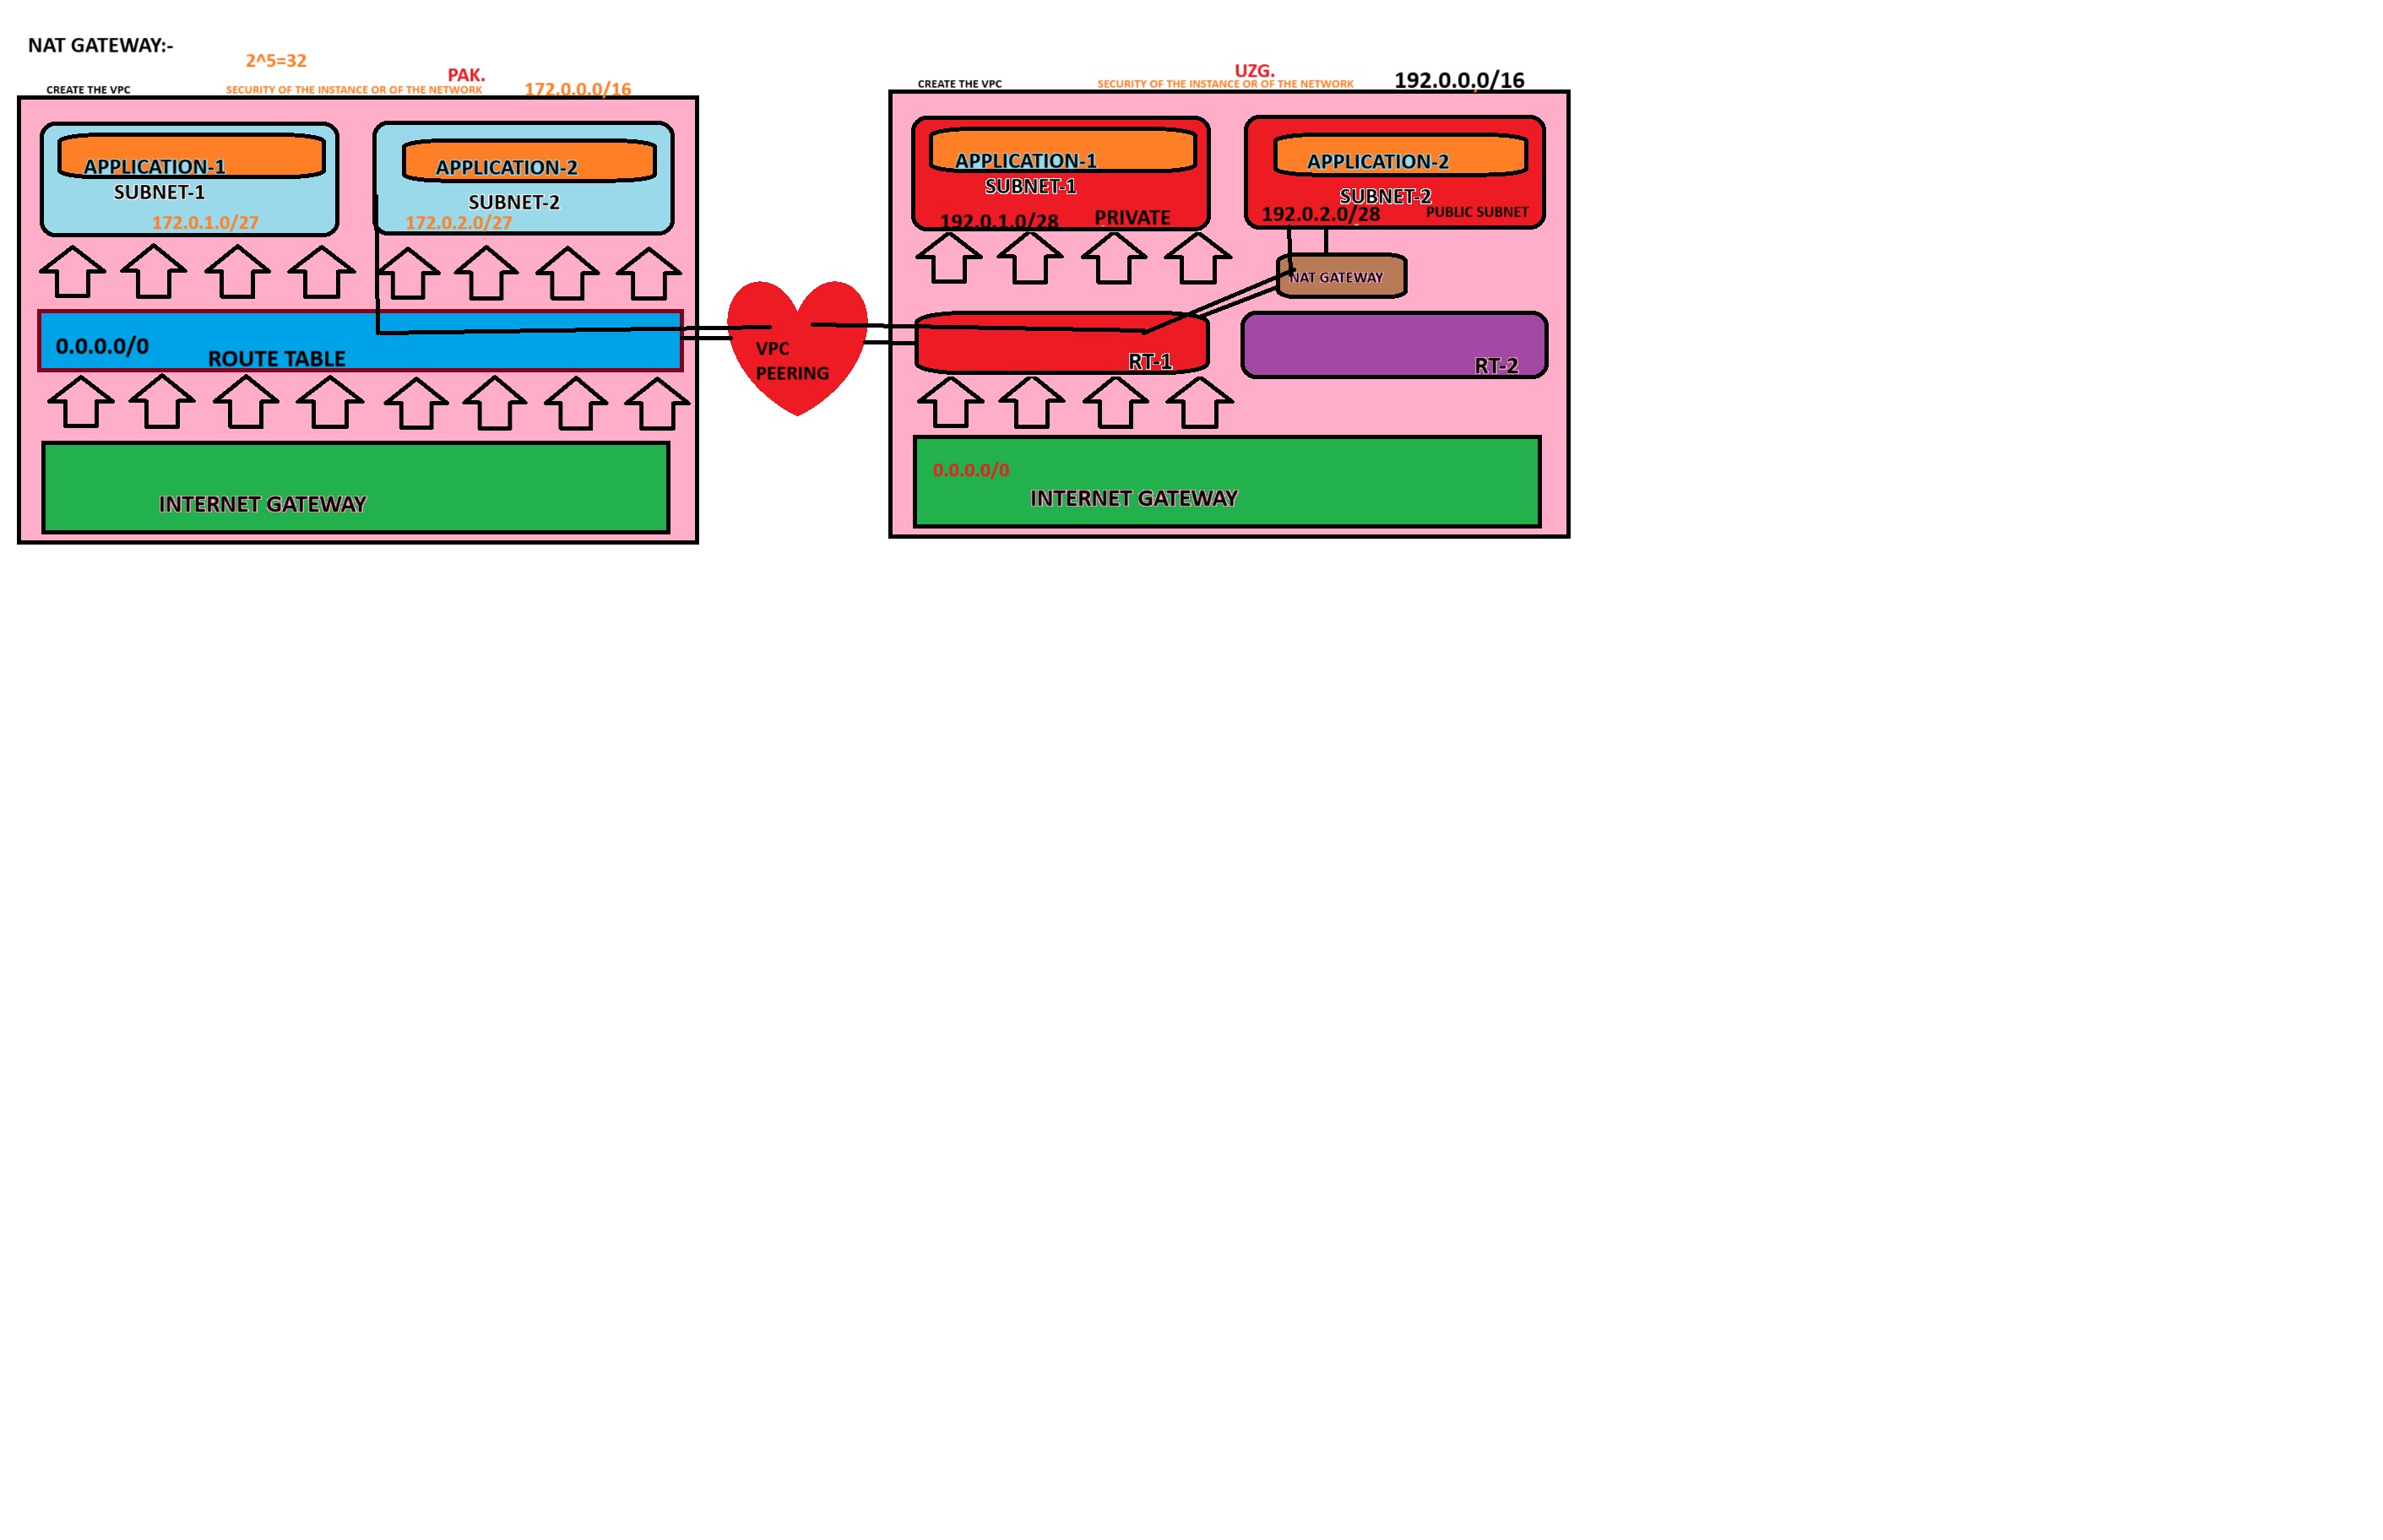 NAT GATEWAY:-
2^5=32
PAK.
CREATE THE VPC
SECURITY OF THE INSTANCE OR OF THE NETWORK
172.0.0.0/16
APPLICATION-1
SUBNET-1
172.0.1.0/27
APPLICATION-2
SUBNET-2
172.0.2.0/27
0.0.0.0/0
ROUTE TABLE
INTERNET GATEWAY
VPC
PEERING
UZG.
CREATE THE VPC
SECURITY OF THE INSTANCE OR OF THE NETWORK
192.0.0.0/16
APPLICATION-1
SUBNET-1
192.0.1.0/28
PRIVATE
APPLICATION-2
SUBNET-2
192.0.2.0/28
PUBLIC SUBNET
NAT GATEWAY
RT-1
RT-2
0.0.0.0/0
INTERNET GATEWAY